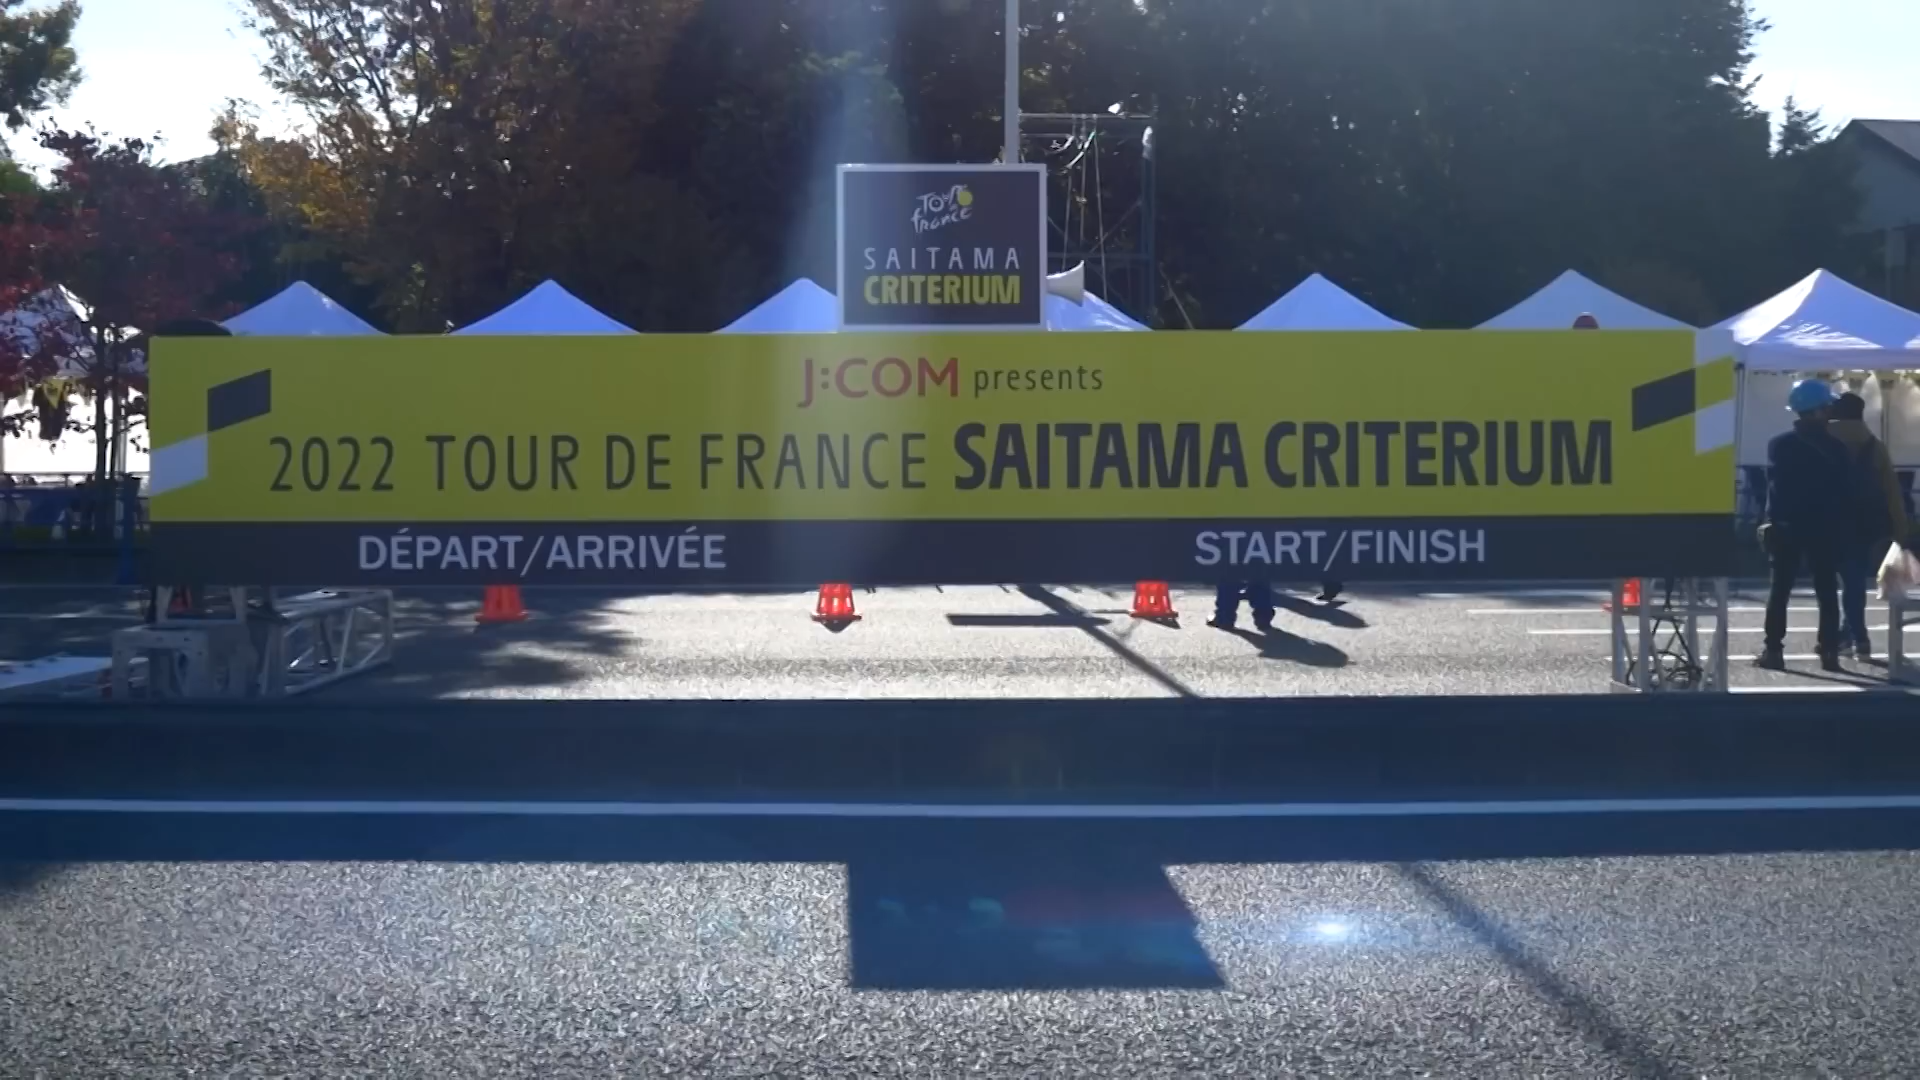 Tour de france
SAITAMA
CRITERIUM
J:COM presents
2022 TOUR DE FRANCE SAITAMA CRITERIUM
DÉPART/ARRIVÉE START/FINISH